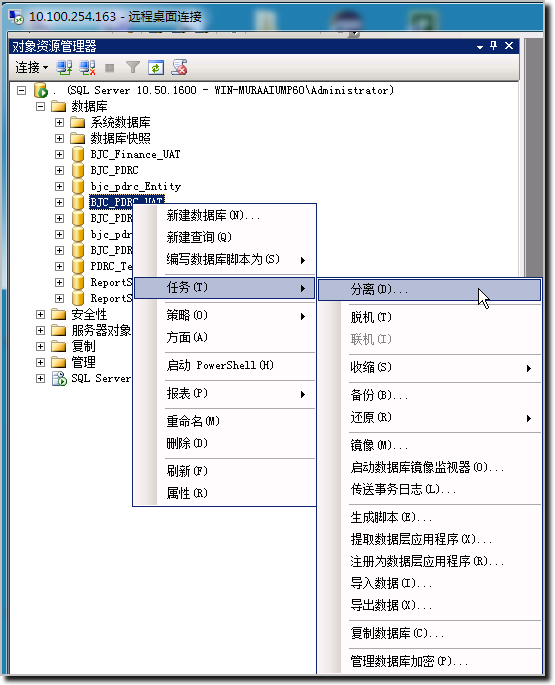 10.100.254.163 - 远程桌面连接
对象资源管理器
连接
. (SQL Server 10.50.1600 - WIN-MURAAIUMP60\Administrator)
数据库
系统数据库
数据库快照
BJC_Finance_UAT
BJC_PDRC
bjc_pdrc_Entity
BJC_PDRC_UAT
BJC_PDR
bjc_pdr
BJC_PDR
PDRC_Te
ReportS
ReportS
安全性
服务器对象
复制
管理
SQL Server
新建数据库(N)...
新建查询(Q)
编写数据库脚本为(S)
任务(T)
策略(O)
方面(A)
启动 PowerShell(H)
报表(P)
重命名(M)
删除(D)
刷新(F)
属性(R)
分离(D)...
脱机(T)
联机(I)
收缩(S)
备份(B)...
还原(R)
镜像(M)...
启动数据库镜像监视器(O)...
传送事务日志(L)...
生成脚本(E)...
提取数据层应用程序(X)...
注册为数据层应用程序(R)...
导入数据(I)...
导出数据(X)...
复制数据库(C)...
管理数据库加密(P)...